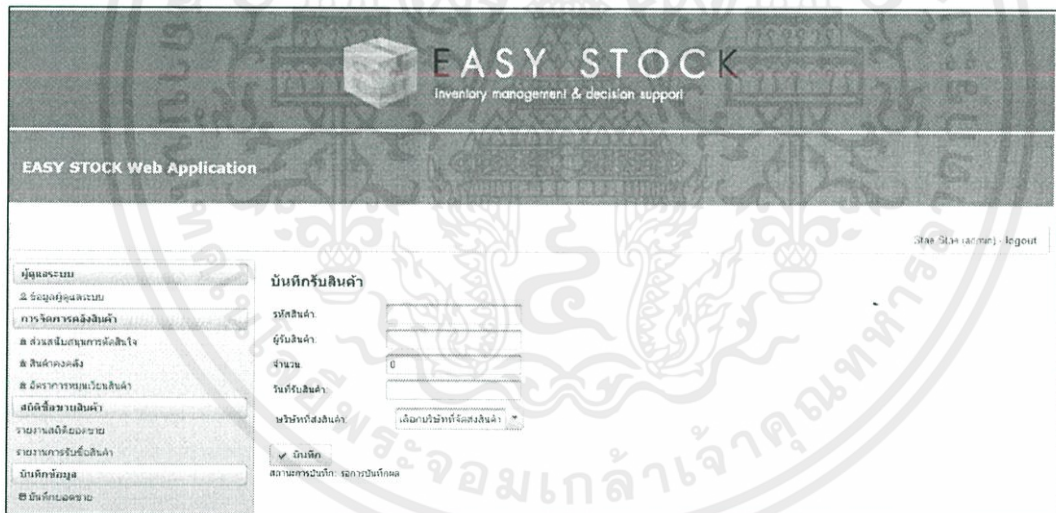 EASY STOCK
inventory management & decision support
EASY STOCK Web Application
(admin) - logout
ผู้ดูแลระบบ
ข้อมูลผู้ดูแลระบบ
การจัดการคลังสินค้า
ส่วนสนับสนุนการตัดสินใจ
สินค้าคงคลัง
อัตราการหมุนเวียนสินค้า
สถิติซื้อขายสินค้า
รายงานสถิติยอดขาย
รายงานการรับซื้อสินค้า
บันทึกข้อมูล
บันทึกยอดขาย
บันทึกรับสินค้า
รหัสสินค้า:
ผู้รับสินค้า:
จำนวน: 0
วันที่รับสินค้า:
บริษัทที่ส่งสินค้า: เลือกบริษัทที่จัดส่งสินค้า
บันทึก
สถานะการบันทึก: รอการบันทึกผล